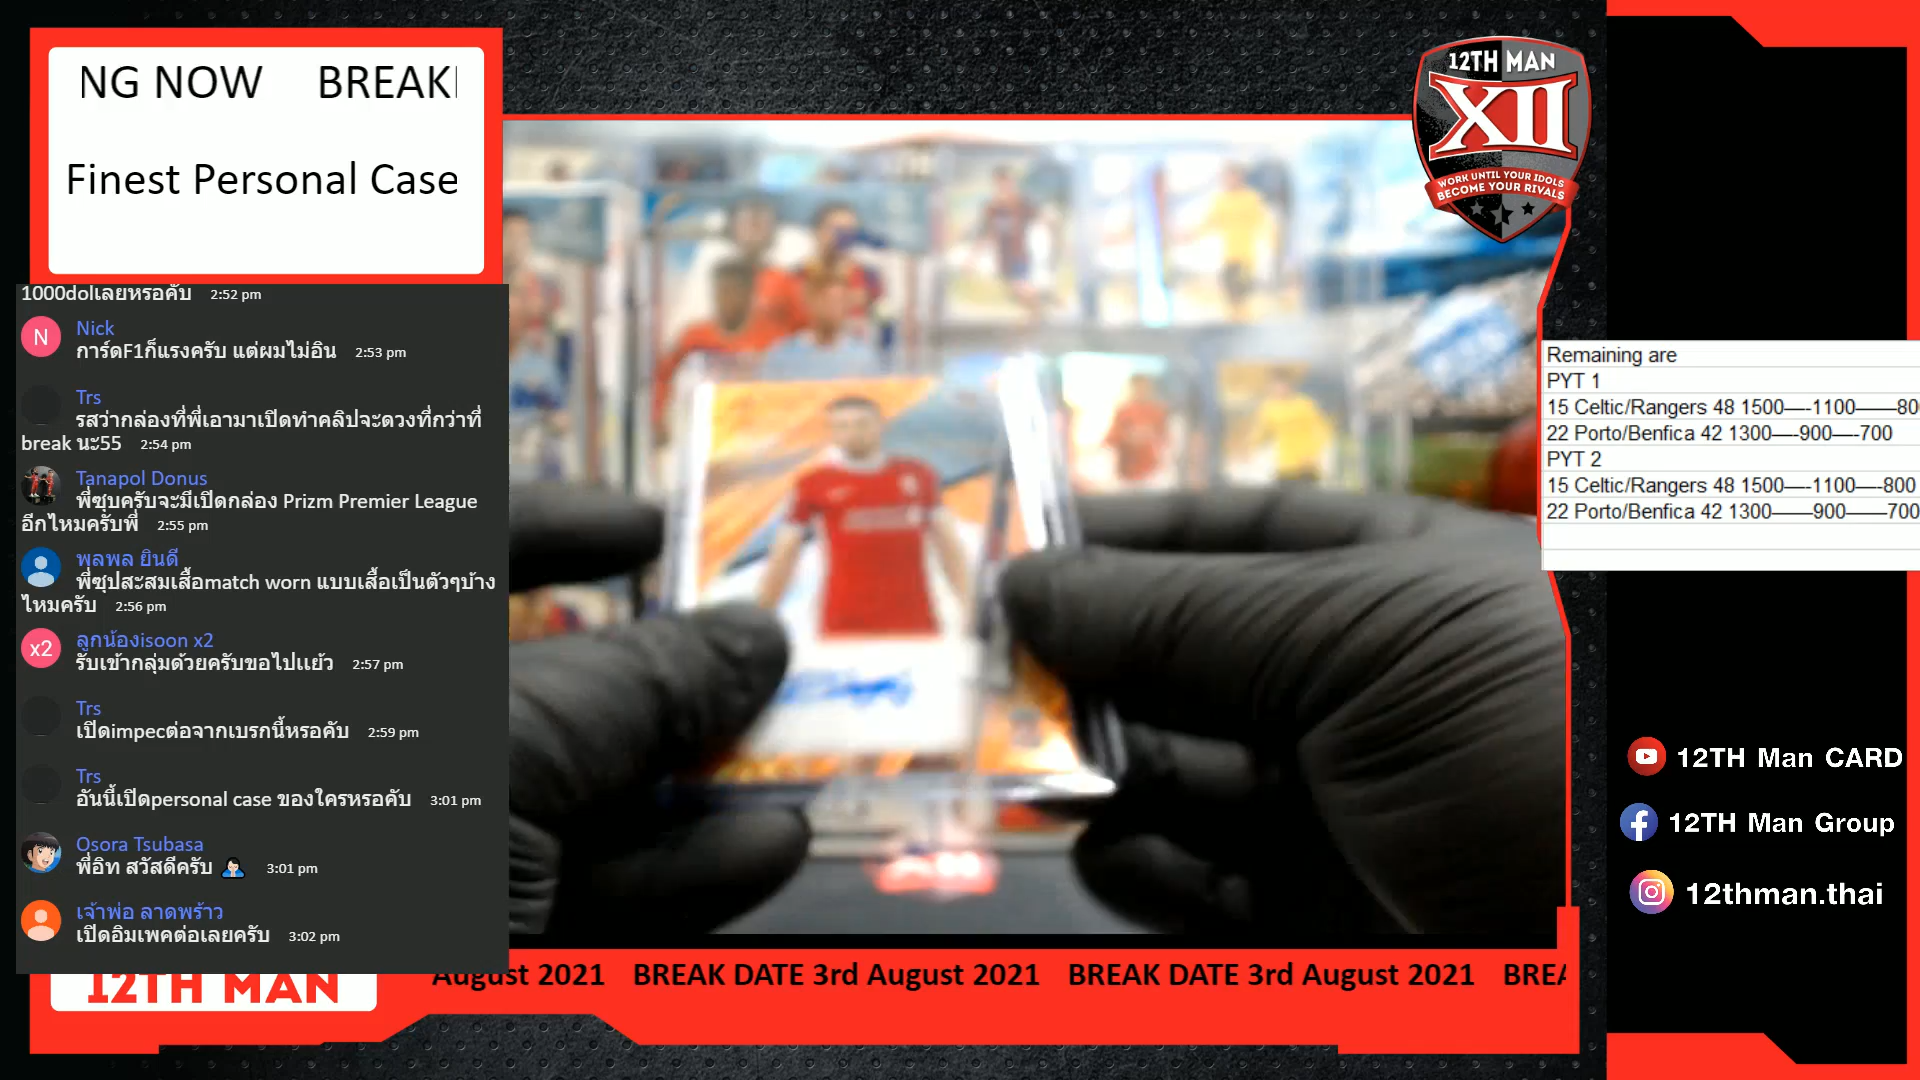 NG NOW BREAKI
Finest Personal Case
1000dolเลยหรอคับ 2:52 pm
N
Nick
การ์ดF1ก็แรงครับ แต่ผมไม่อิน 2:53 pm
Trs
รสว่ากล่องที่พี่เอามาเปิดทำคลิปจะดวงที่กว่าที่
break นะ55 2:54 pm
Tanapol Donus
พี่ซุบครับจะมีเปิดกล่อง Prizm Premier League
อีกไหมครับพี่ 2:55 pm
พลพล ยินดี
พี่ซุปสะสมเสื้อmatch worn แบบเสื้อเป็นตัวๆบ้าง
ไหมครับ 2:56 pm
x2
ลูกน้องisoon x2
รับเข้ากลุ่มด้วยครับขอไปแย้ว 2:57 pm
Trs
เปิดimpecต่อจากเบรกนี้หรอคับ 2:59 pm
Trs
อันนี้เปิดpersonal case ของใครหรอคับ 3:01 pm
Osora Tsubasa
พี่อิท สวัสดีครับ 3:01 pm
เจ้าพ่อ ลาดพร้าว
เปิดอิมเพคต่อเลยครับ 3:02 pm
12TH MAN
August 2021 BREAK DATE 3rd August 2021 BREAK DATE 3rd August 2021 BREA
12TH MAN
XII
WORK UNTIL YOUR IDOLS
BECOME YOUR RIVALS
Remaining are
PYT 1
15 Celtic/Rangers 48 1500—-1100——80
22 Porto/Benfica 42 1300—-900—-700
PYT 2
15 Celtic/Rangers 48 1500—-1100—-800
22 Porto/Benfica 42 1300——900——700
12TH Man CARD
12TH Man Group
12thman.thai